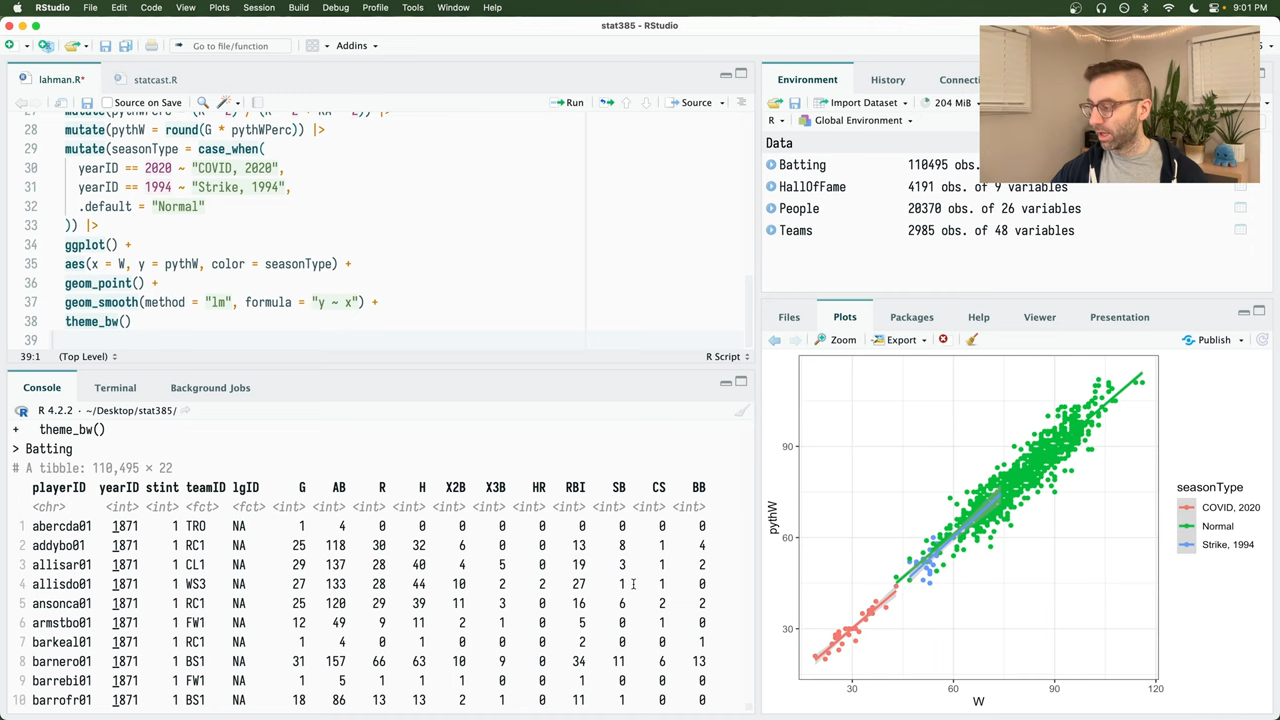 RStudio File Edit Code View Plots Session Build Debug Profile Tools Window Help 9:01 PM
stat385 - RStudio
Go to file/function Addins
lahman.R* statcast.R
Source on Save Run Source
28 mutate(pythW = round(G * pythWPerc)) |>
29 mutate(seasonType = case_when(
30 yearID == 2020 ~ "COVID, 2020",
31 yearID == 1994 ~ "Strike, 1994",
32 .default = "Normal"
33 )) |>
34 ggplot() +
35 aes(x = W, y = pythW, color = seasonType) +
36 geom_point() +
37 geom_smooth(method = "lm", formula = "y ~ x") +
38 theme_bw()
39
39:1 (Top Level) R Script
Console Terminal Background Jobs
R 4.2.2 · ~/Desktop/stat385/
+ theme_bw()
> Batting
# A tibble: 110,495 × 22
playerID yearID stint teamID lgID G AB R H X2B X3B HR RBI SB CS BB
<chr> <int> <int> <fct> <fct> <int> <int> <int> <int> <int> <int> <int> <int> <int> <int> <int>
1 abercda01 1871 1 TRO NA 1 4 0 0 0 0 0 0 0 0 0
2 addybo01 1871 1 RC1 NA 25 118 30 32 6 0 0 13 8 1 4
3 allisar01 1871 1 CL1 NA 29 137 28 40 4 5 0 19 3 1 2
4 allisdo01 1871 1 WS3 NA 27 133 28 44 10 2 2 27 1 1 0
5 ansonca01 1871 1 RC1 NA 25 120 29 39 11 3 0 16 6 2 2
6 armstbo01 1871 1 FW1 NA 12 49 9 11 2 1 0 5 0 1 0
7 barkeal01 1871 1 RC1 NA 1 4 0 1 0 0 0 2 0 0 1
8 barnero01 1871 1 BS1 NA 31 157 66 63 10 9 0 34 11 6 13
9 barrebi01 1871 1 FW1 NA 1 5 1 1 1 0 0 1 0 0 0
10 barrofr01 1871 1 BS1 NA 18 86 13 13 2 1 0 11 1 0 0
Environment History
Import Dataset 204 MiB
R Global Environment
Data
Batting 110495 obs.
HallOfFame 4191 obs. of 9 variables
People 20370 obs. of 26 variables
Teams 2985 obs. of 48 variables
Files Plots Packages Help Viewer Presentation
Zoom Export Publish
90
60
30
pythW
30 60 90 120
W
seasonType
COVID, 2020
Normal
Strike, 1994